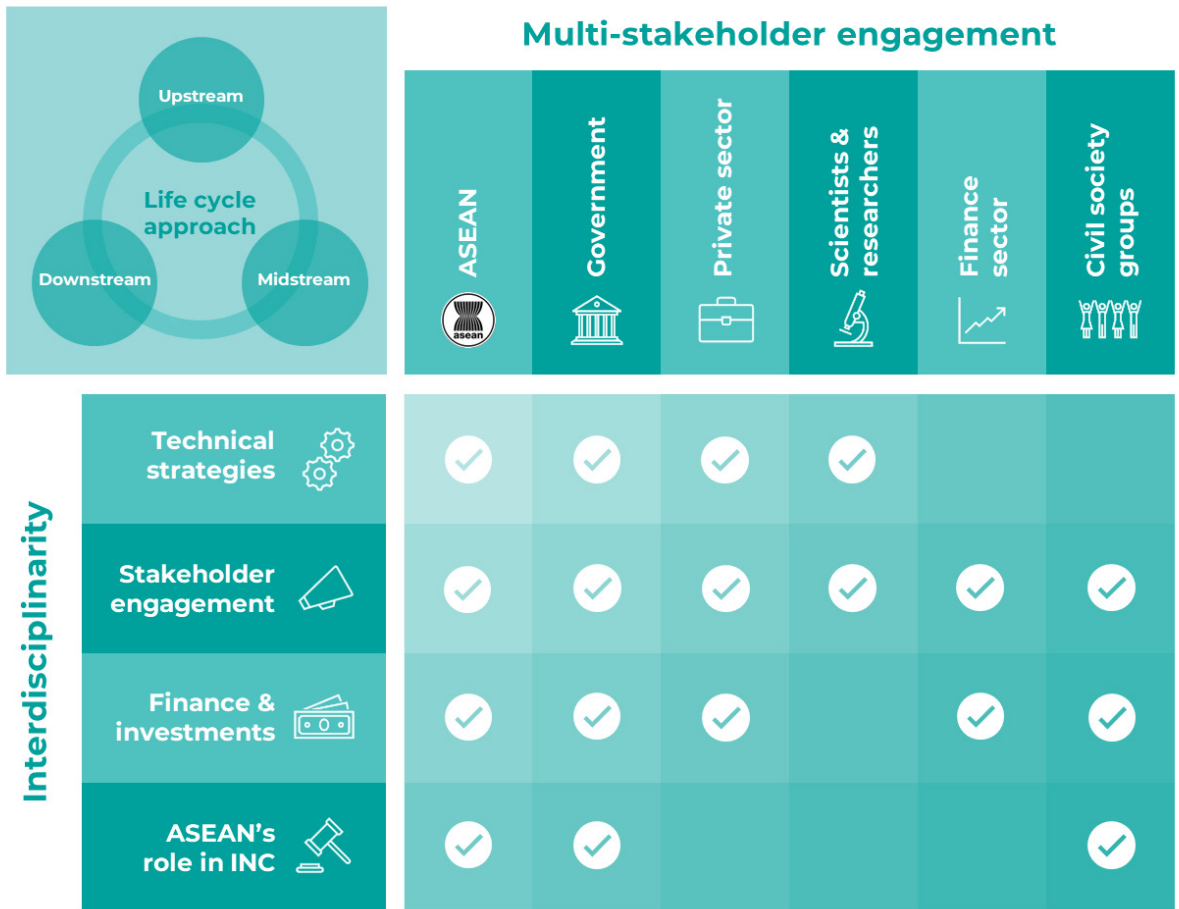 Multi-stakeholder engagement
Upstream
Life cycle
approach
Downstream
Midstream
ASEAN
asean
Government
Private sector
Scientists &
researchers
Finance
sector
Civil society
groups
Interdisciplinarity
Technical
strategies
Stakeholder
engagement
Finance &
investments
ASEAN's
role in INC